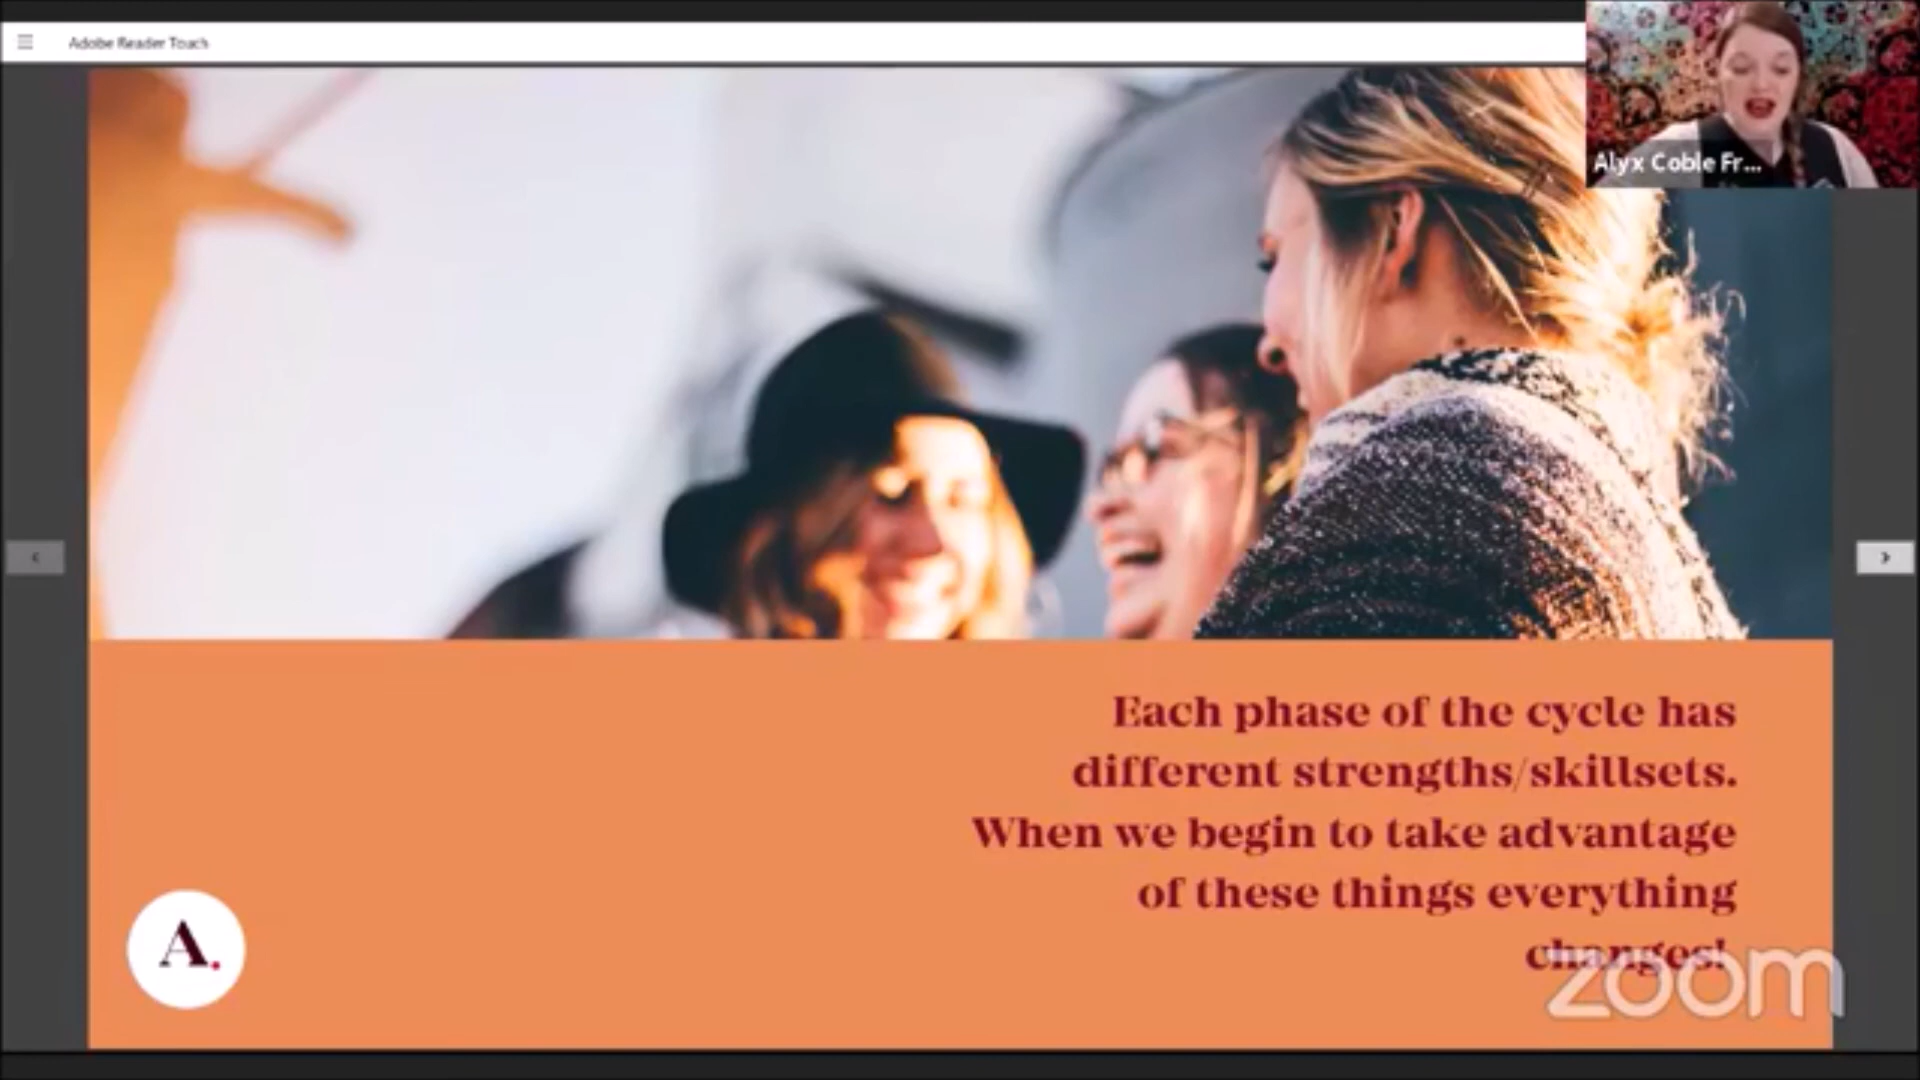 Adobe Reader Touch
Alyx Coble Fr...
Each phase of the cycle has
different strengths/skillsets.
When we begin to take advantage
of these things everything
changes!
A.
zoom